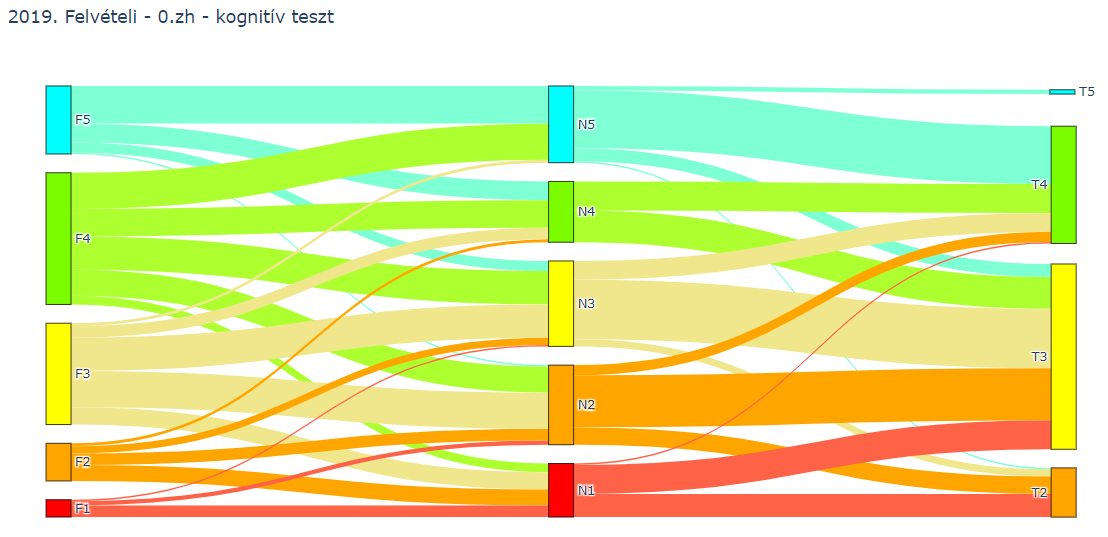 2019. Felvételi - 0.zh - kognitív teszt
F5
F4
F3
F2
F1
N5
N4
N3
N2
N1
T5
T4
T3
T2